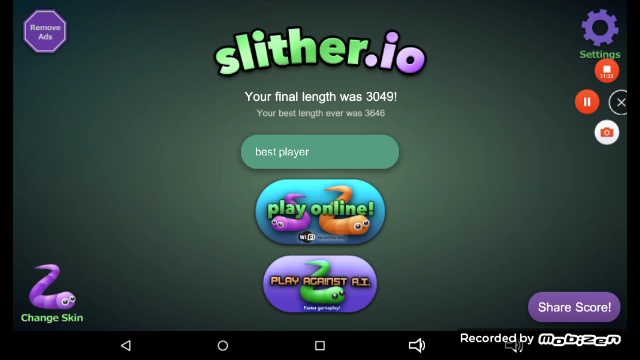 Remove
Ads
slither.io
Settings
11:33
Your final length was 3049!
Your best length ever was 3646
best player
play online!
WiFi
PLAY AGAINST A.I.
Faster gameplay!
Change Skin
Share Score!
Recorded by MOBIZEN